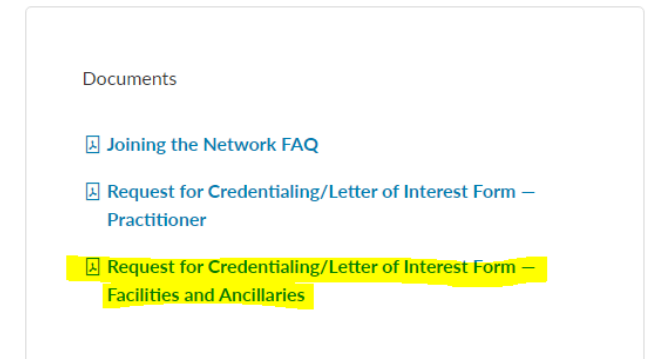 Documents
Joining the Network FAQ
Request for Credentialing/Letter of Interest Form —
Practitioner
Request for Credentialing/Letter of Interest Form —
Facilities and Ancillaries